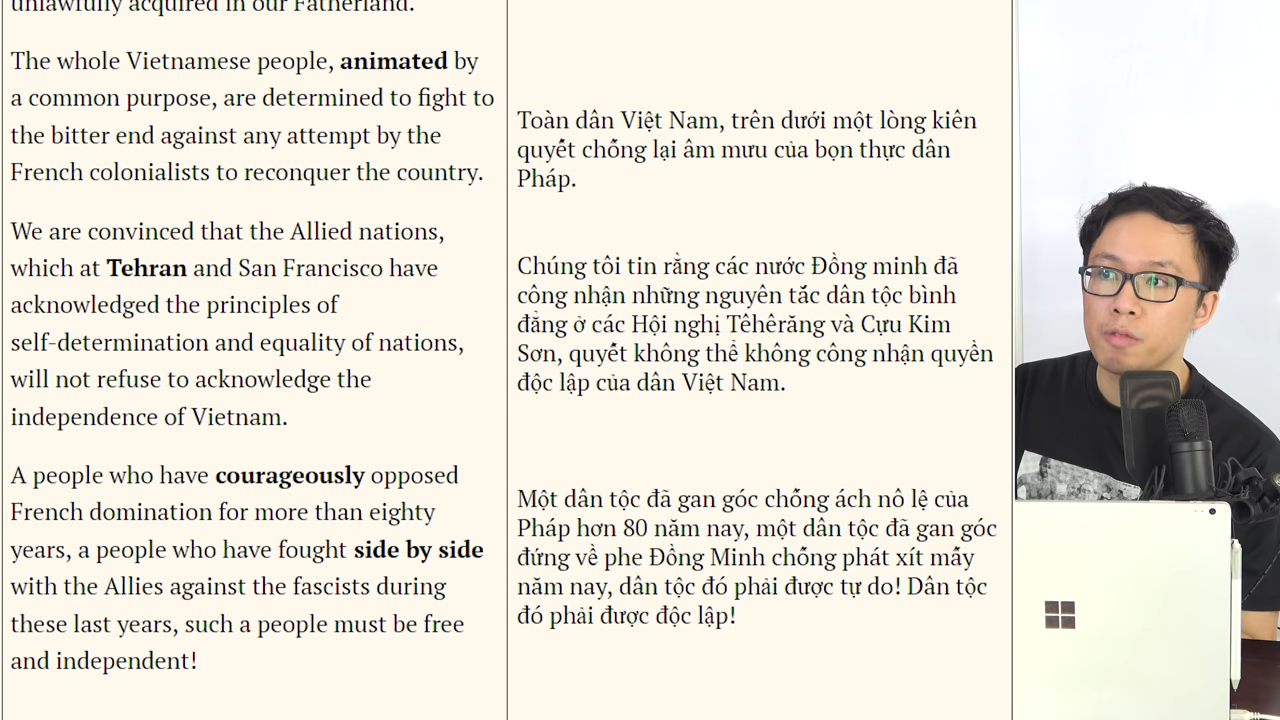 unlawfully acquired in our Fatherland.
The whole Vietnamese people, animated by
a common purpose, are determined to fight to
the bitter end against any attempt by the
French colonialists to reconquer the country.
We are convinced that the Allied nations,
which at Tehran and San Francisco have
acknowledged the principles of
self-determination and equality of nations,
will not refuse to acknowledge the
independence of Vietnam.
A people who have courageously opposed
French domination for more than eighty
years, a people who have fought side by side
with the Allies against the fascists during
these last years, such a people must be free
and independent!
Toàn dân Việt Nam, trên dưới một lòng kiên
quyết chống lại âm mưu của bọn thực dân
Pháp.
Chúng tôi tin rằng các nước Đồng minh đã
công nhận những nguyên tắc dân tộc bình
đẳng ở các Hội nghị Têhêrăng và Cựu Kim
Sơn, quyết không thể không công nhận quyền
độc lập của dân Việt Nam.
Một dân tộc đã gan góc chống ách nô lệ của
Pháp hơn 80 năm nay, một dân tộc đã gan góc
đứng về phe Đồng Minh chống phát xít mấy
năm nay, dân tộc đó phải được tự do! Dân tộc
đó phải được độc lập!